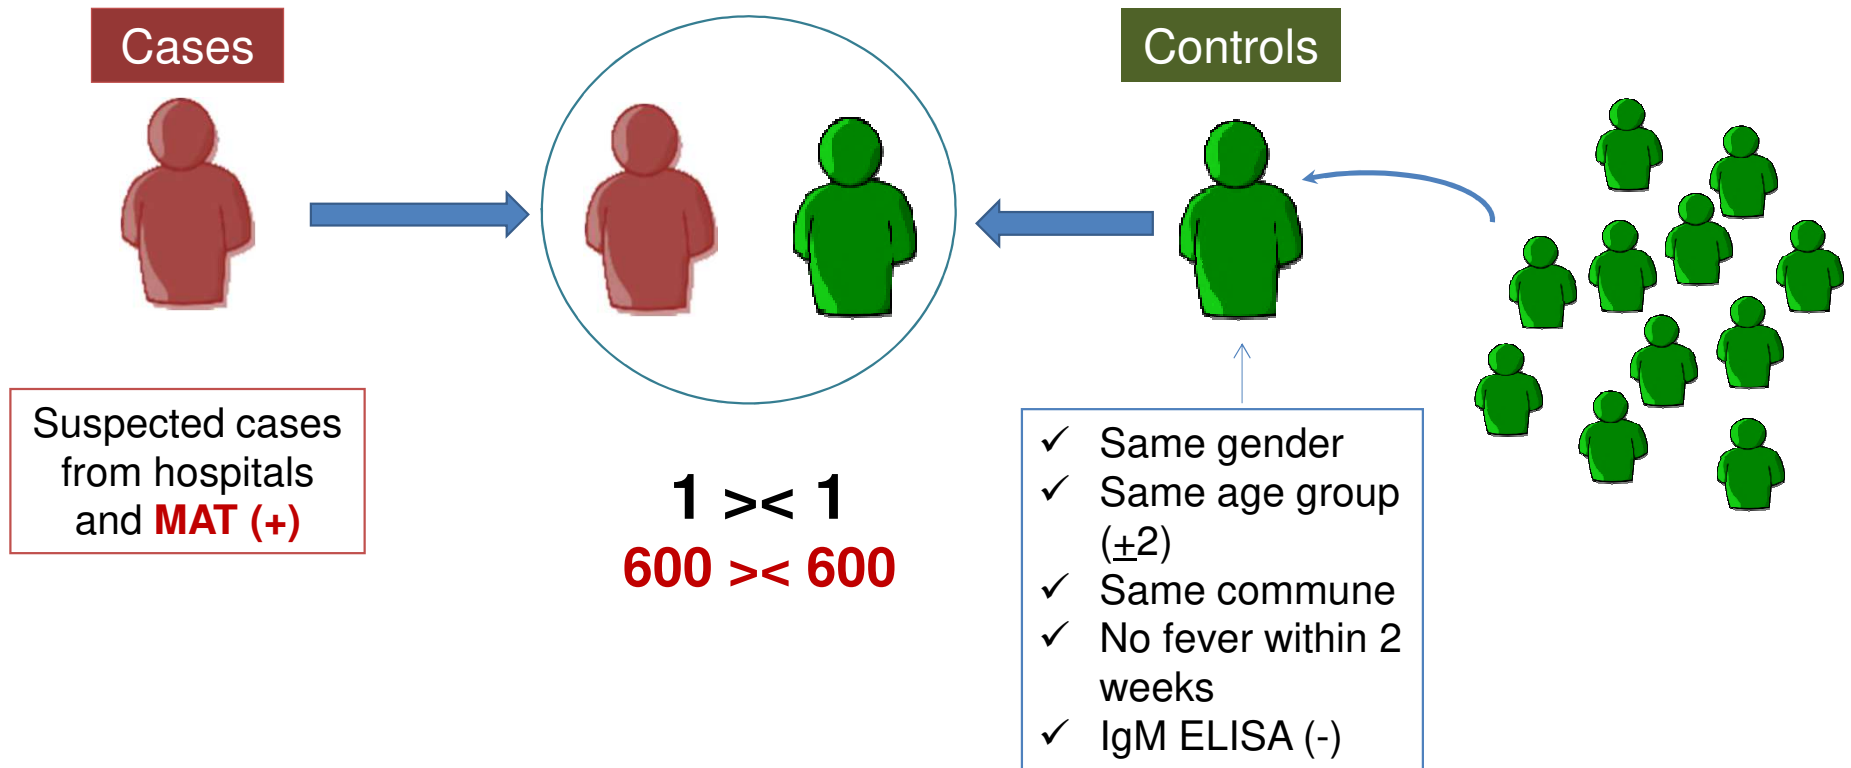 Cases
Controls
Suspected cases
from hospitals
and MAT (+)
1 >< 1
600 >< 600
✓ Same gender
✓ Same age group
(±2)
✓ Same commune
✓ No fever within 2
weeks
✓ IgM ELISA (-)